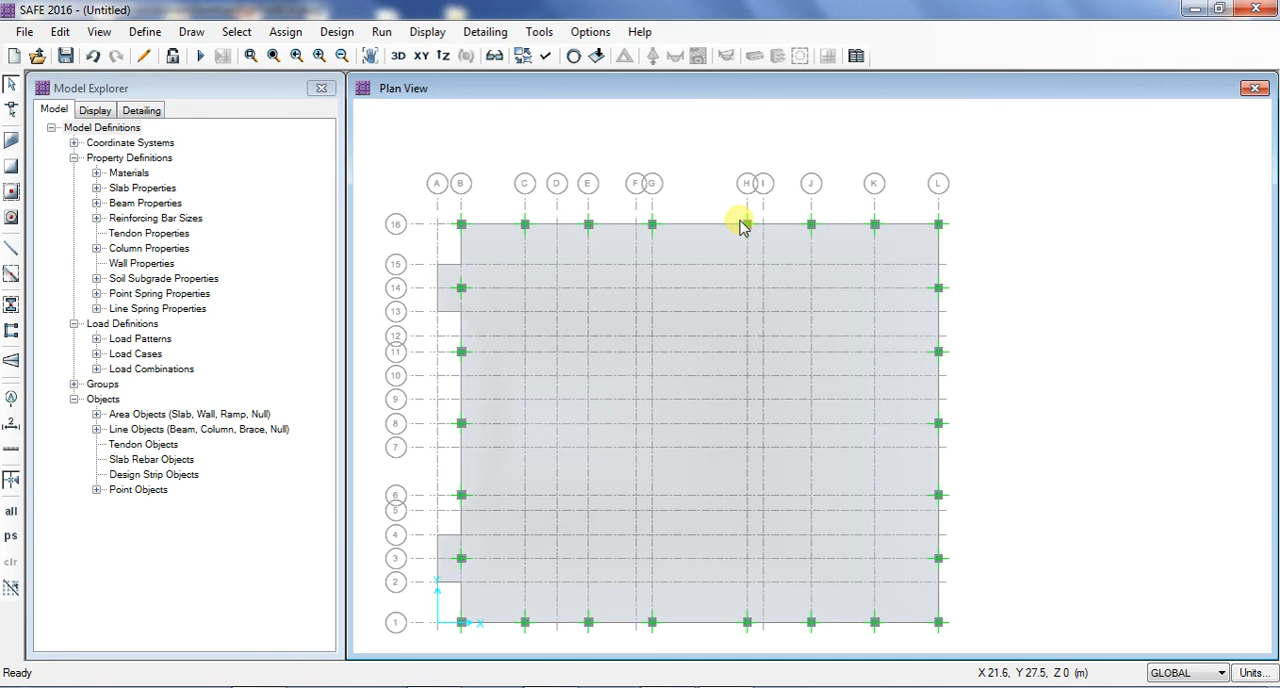 SAFE 2016 - (Untitled)
File Edit View Define Draw Select Assign Design Run Display Detailing Tools Options Help
3D XY
Model Explorer
Plan View
Model Display Detailing
Model Definitions
Coordinate Systems
Property Definitions
Materials
Slab Properties
Beam Properties
Reinforcing Bar Sizes
Tendon Properties
Column Properties
Wall Properties
Soil Subgrade Properties
Point Spring Properties
Line Spring Properties
Load Definitions
Load Patterns
Load Cases
Load Combinations
Groups
Objects
Area Objects (Slab, Wall, Ramp, Null)
Line Objects (Beam, Column, Brace, Null)
Tendon Objects
Slab Rebar Objects
Design Strip Objects
Point Objects
A B C D E F G H I J K L
16
15
14
13
12
11
10
9
8
7
6
5
4
3
2
1
X
all
ps
clr
Ready
X 21.6, Y 27.5, Z 0 (m)
GLOBAL
Units...